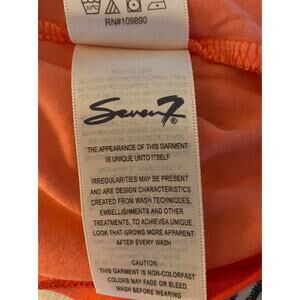 RN#109890
Seven7®
THE APPEARANCE OF THIS GARMENT
IS UNIQUE UNTO ITSELF
IRREGULARITIES MAY BE PRESENT
AND ARE DESIGN CHARACTERISTICS
CREATED FROM WASH TECHNIQUES,
EMBELLISHMENTS AND OTHER
TREATMENTS, TO ACHIEVE A UNIQUE
LOOK THAT GROWS MORE APPARENT
AFTER EVERY WASH
CAUTION:
THIS GARMENT IS NON-COLORFAST
COLORS MAY FADE OR BLEED.
WASH BEFORE WEARING